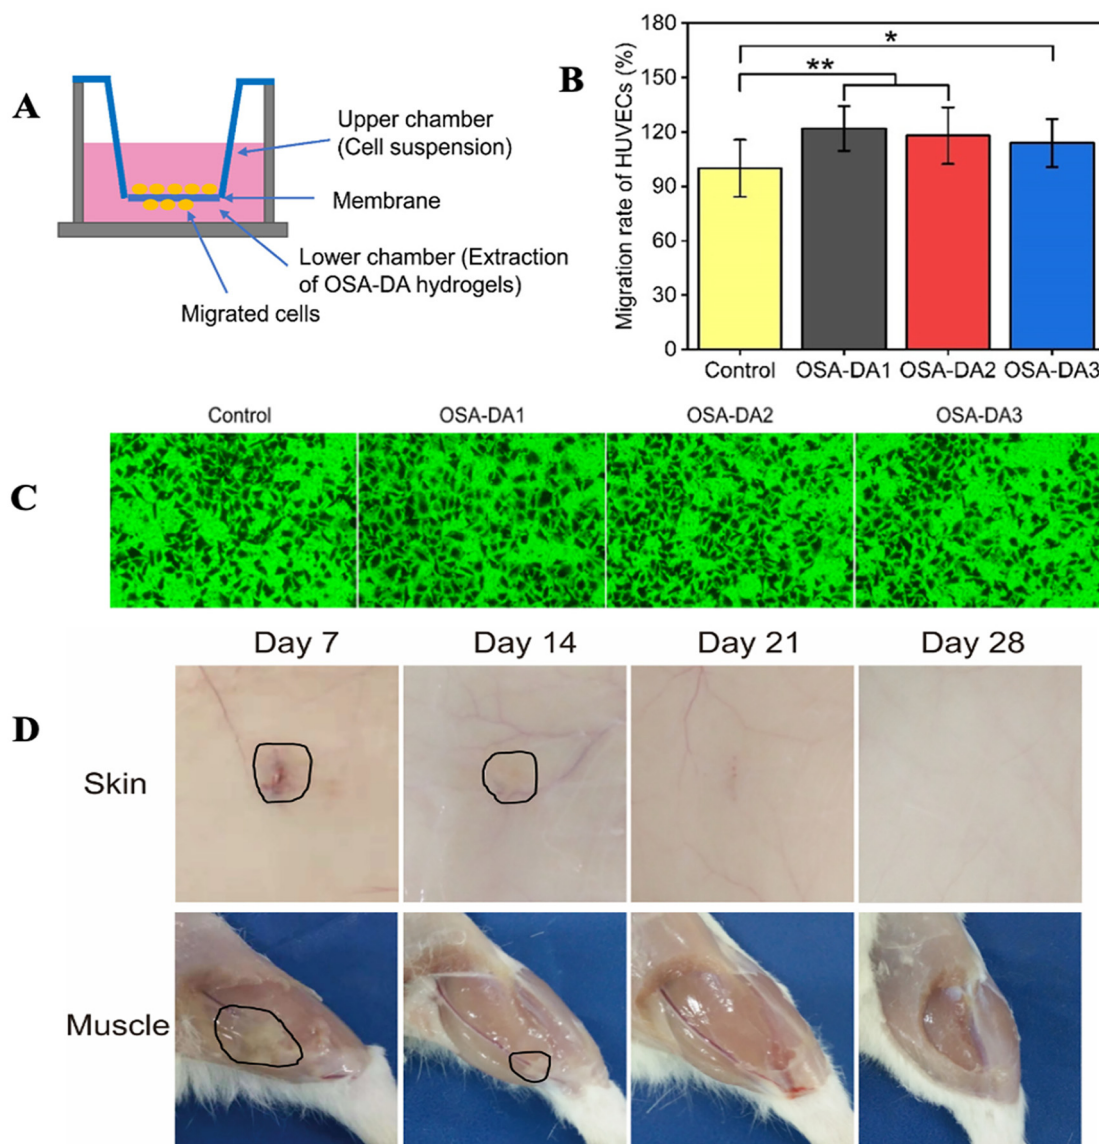 A
Upper chamber
(Cell suspension)
Membrane
Lower chamber (Extraction
of OSA-DA hydrogels)
Migrated cells
B
Migration rate of HUVECs (%)
180
150
120
90
60
30
0
*
**
Control OSA-DA1 OSA-DA2 OSA-DA3
C
Control OSA-DA1 OSA-DA2 OSA-DA3
D
Day 7 Day 14 Day 21 Day 28
Skin
Muscle